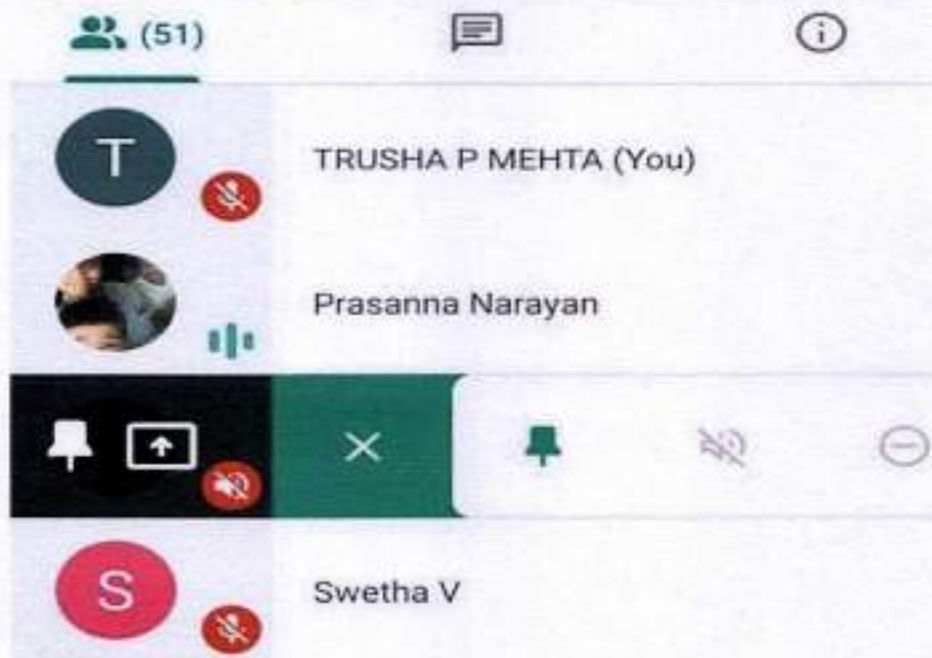 (51)
T
TRUSHA P MEHTA (You)
Prasanna Narayan
S
Swetha V